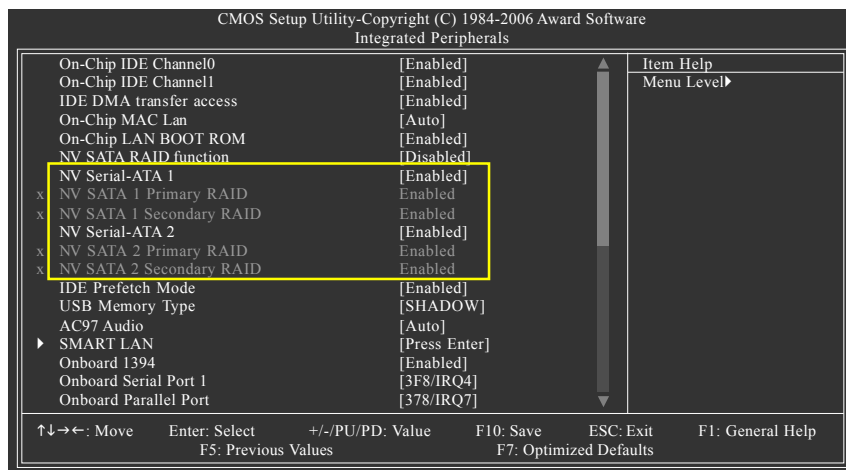 CMOS Setup Utility-Copyright (C) 1984-2006 Award Software
Integrated Peripherals
On-Chip IDE Channel0 [Enabled]
On-Chip IDE Channel1 [Enabled]
IDE DMA transfer access [Enabled]
On-Chip MAC Lan [Auto]
On-Chip LAN BOOT ROM [Enabled]
NV SATA RAID function [Disabled]
NV Serial-ATA 1 [Enabled]
x NV SATA 1 Primary RAID Enabled
x NV SATA 1 Secondary RAID Enabled
NV Serial-ATA 2 [Enabled]
x NV SATA 2 Primary RAID Enabled
x NV SATA 2 Secondary RAID Enabled
IDE Prefetch Mode [Enabled]
USB Memory Type [SHADOW]
AC97 Audio [Auto]
SMART LAN [Press Enter]
Onboard 1394 [Enabled]
Onboard Serial Port 1 [3F8/IRQ4]
Onboard Parallel Port [378/IRQ7]
Item Help
Menu Level
↑↓→←: Move Enter: Select +/-/PU/PD: Value F10: Save ESC: Exit F1: General Help
F5: Previous Values F7: Optimized Defaults